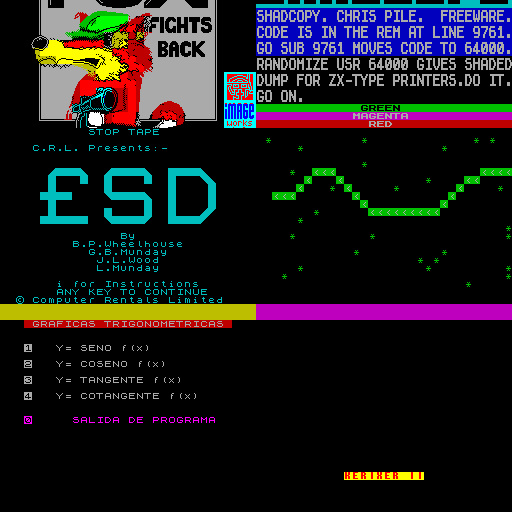 FIGHTS
BACK
image
works
STOP TAPE
C.R.L. Presents:-
£SD
By
B.P.Wheelhouse
G.B.Munday
J.L.Wood
L.Munday
i for Instructions
ANY KEY TO CONTINUE
© Computer Rentals Limited
SHADCOPY. CHRIS PILE. FREEWARE.
CODE IS IN THE REM AT LINE 9761.
GO SUB 9761 MOVES CODE TO 64000.
RANDOMIZE USR 64000 GIVES SHADED
DUMP FOR ZX-TYPE PRINTERS.DO IT.
GO ON.
GREEN
MAGENTA
RED
GRAFICAS TRIGONOMETRICAS
1 Y= SENO f(x)
2 Y= COSENO f(x)
3 Y= TANGENTE f(x)
4 Y= COTANGENTE f(x)
0 SALIDA DE PROGRAMA